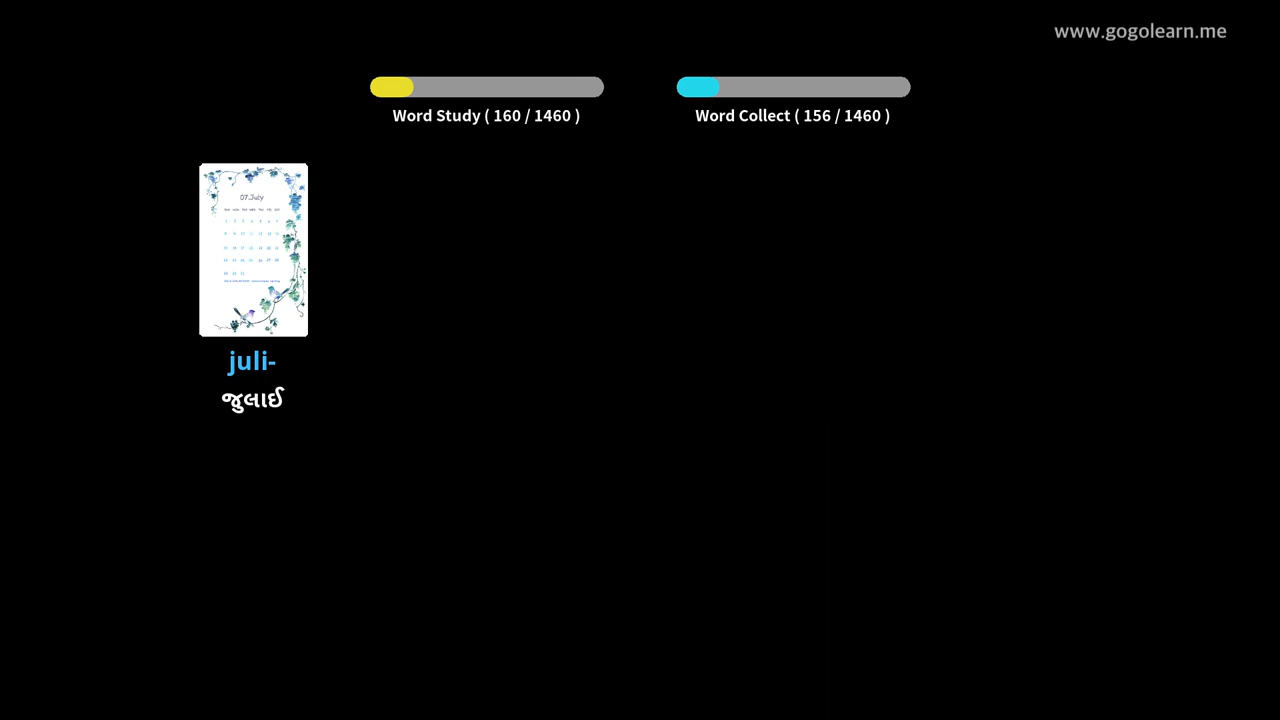 www.gogolearn.me
Word Study ( 160 / 1460 )
Word Collect ( 156 / 1460 )
07.July
juli-
જુલાઈ